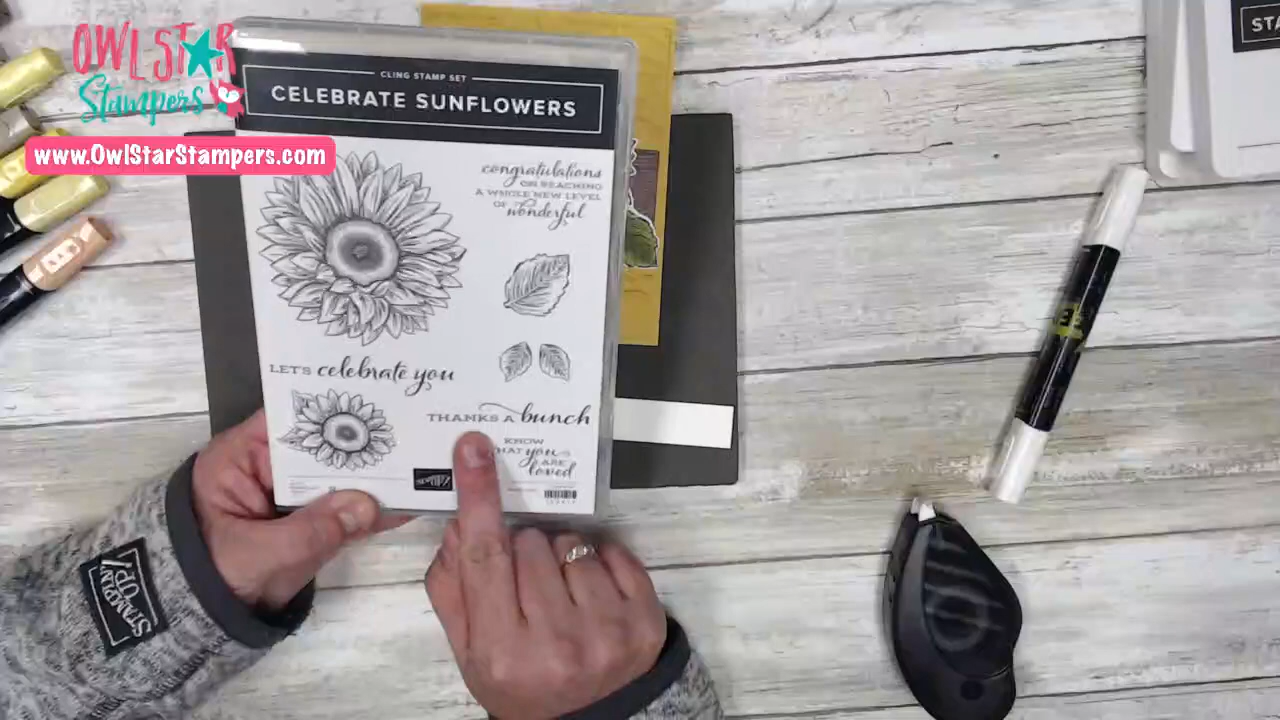 OWL STAR
Stampers
www.OwlStarStampers.com
CLING STAMP SET
CELEBRATE SUNFLOWERS
congratulations
ON REACHING
A WHOLE NEW LEVEL
OF wonderful
LET'S celebrate you
THANKS A bunch
KNOW
you
ARE
loved
STAMPIN'
UP!